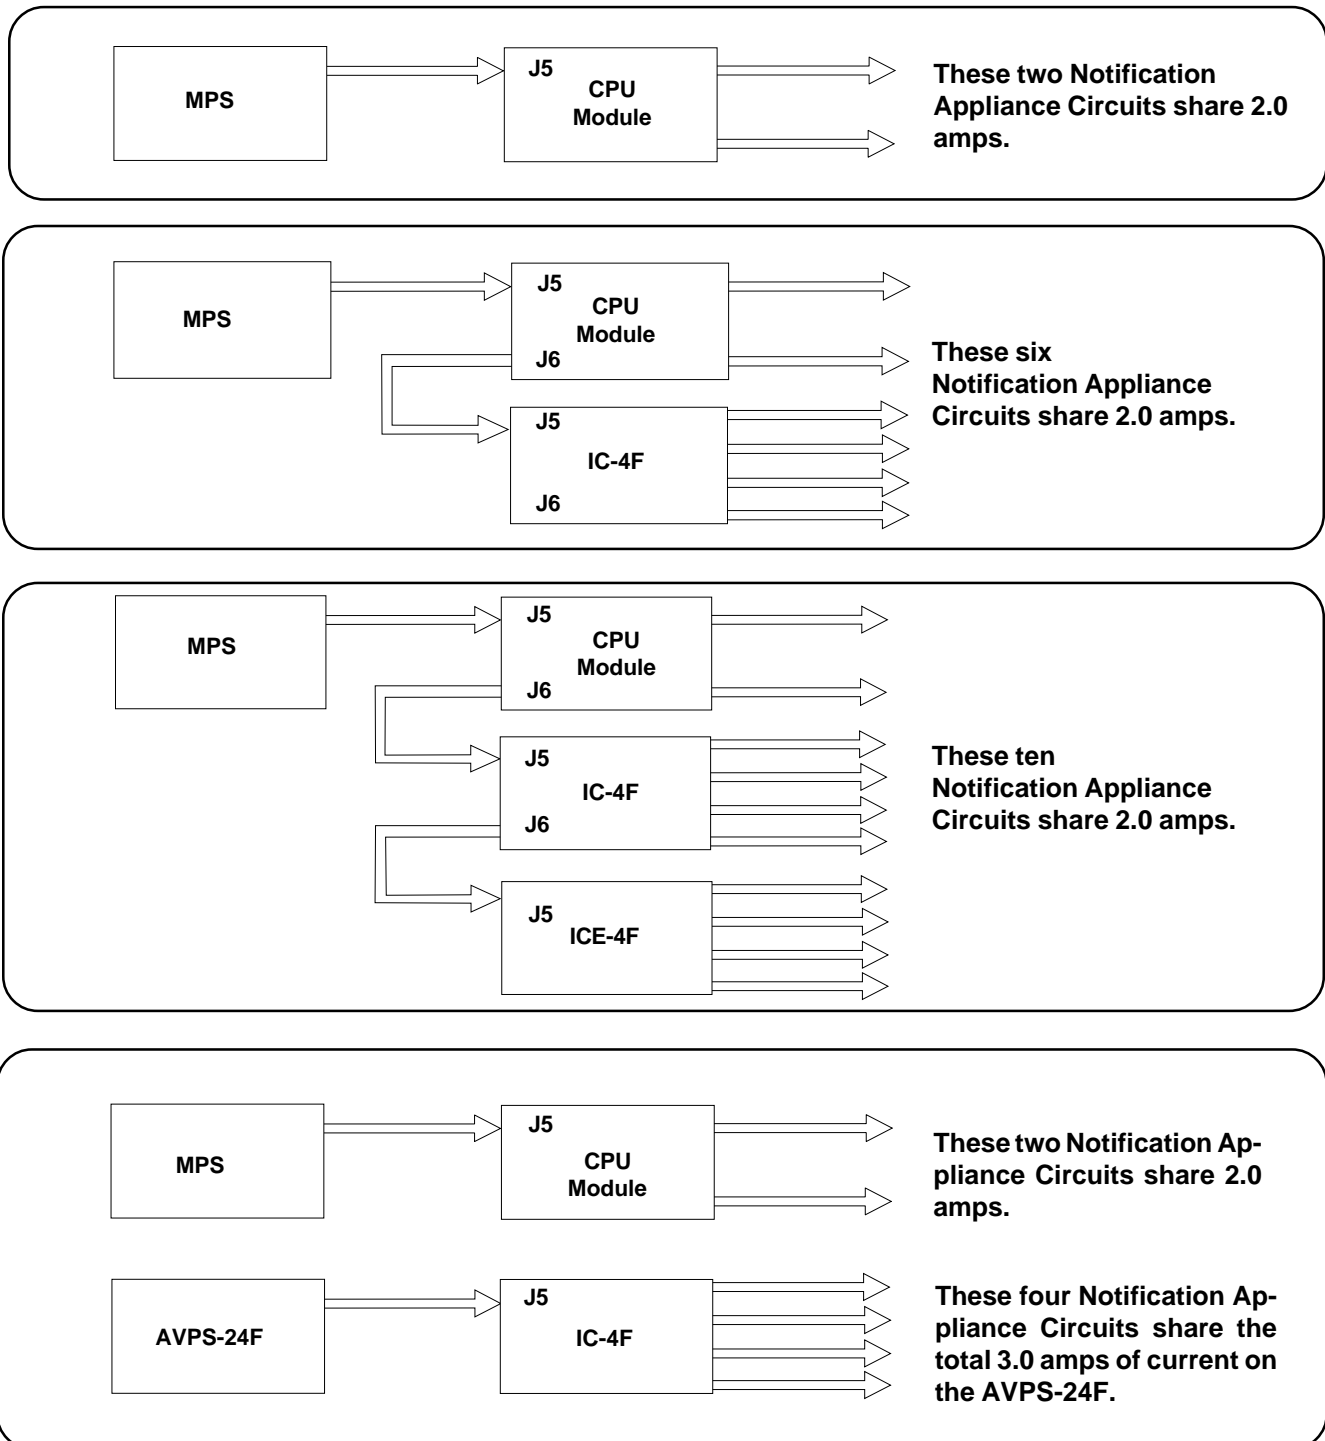 MPS
J5
CPU
Module
These two Notification
Appliance Circuits share 2.0
amps.
MPS
J5
CPU
Module
J6
J5
IC-4F
J6
These six
Notification Appliance
Circuits share 2.0 amps.
MPS
J5
CPU
Module
J6
J5
IC-4F
J6
J5
ICE-4F
These ten
Notification Appliance
Circuits share 2.0 amps.
MPS
J5
CPU
Module
These two Notification Ap-
pliance Circuits share 2.0
amps.
AVPS-24F
J5
IC-4F
These four Notification Ap-
pliance Circuits share the
total 3.0 amps of current on
the AVPS-24F.